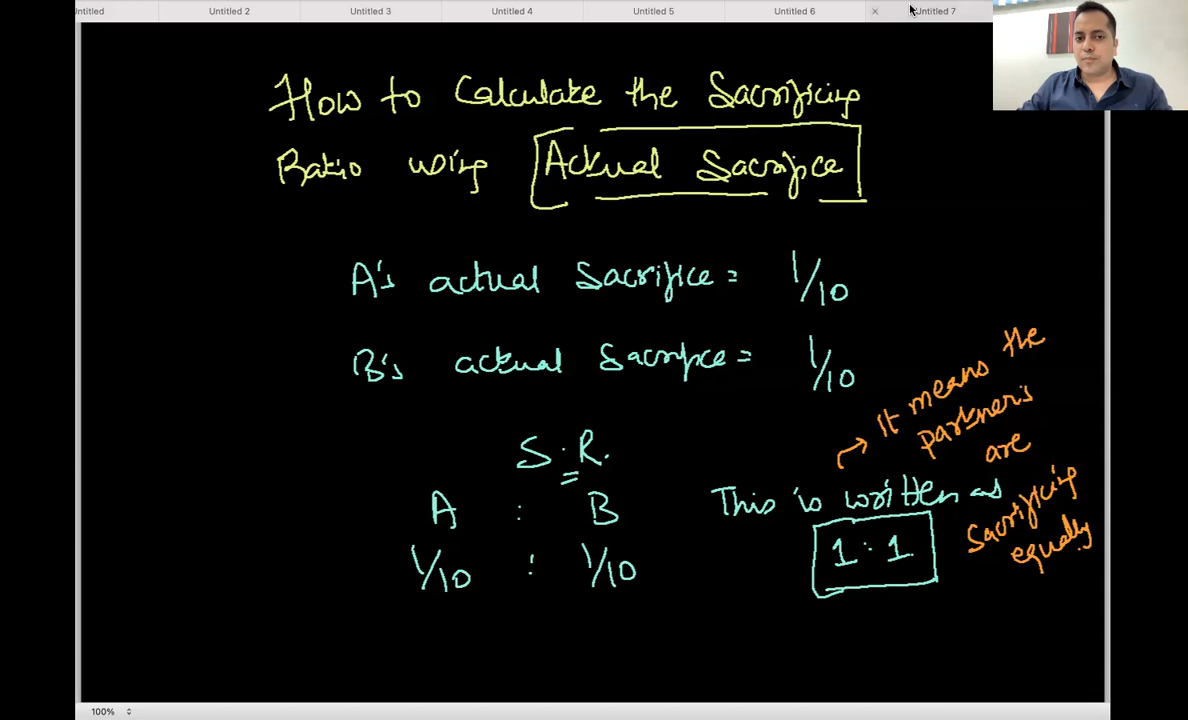 Untitled
Untitled 2
Untitled 3
Untitled 4
Untitled 5
Untitled 6
Untitled 7
How to Calculate the Sacrificing
Ratio using Actual Sacrifice
A's actual Sacrifice = 1/10
B's actual Sacrifice = 1/10
S.R.
A : B
1/10 : 1/10
This is written as
1 : 1
It means the
partner's
are
Sacrificing
equally.
100%